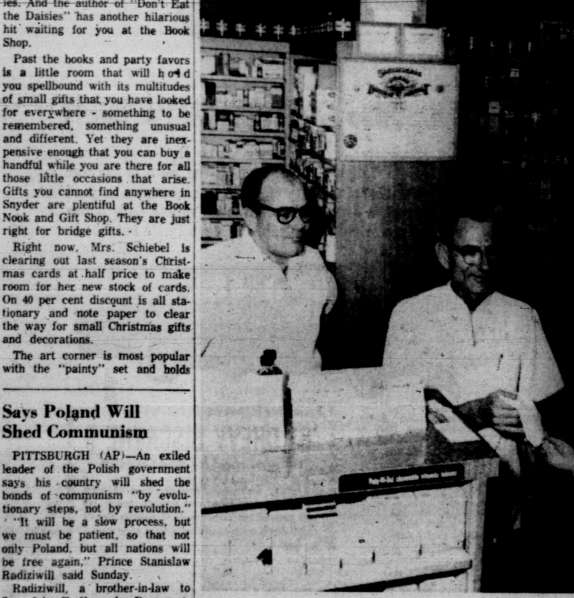 ies. And the author of "Don't Eat
the Daisies" has another hilarious
hit waiting for you at the Book
Shop.
Past the books and party favors
is a little room that will hold
you spellbound with its multitudes
of small gifts that you have looked
for everywhere - something to be
remembered, something unusual
and different. Yet they are inex-
pensive enough that you can buy a
handful while you are there for all
those little occasions that arise.
Gifts you cannot find anywhere in
Snyder are plentiful at the Book
Nook and Gift Shop. They are just
right for bridge gifts. -
Right now, Mrs. Schiebel is
clearing out last season's Christ-
mas cards at half price to make
room for her new stock of cards.
On 40 per cent discount is all sta-
tionary and note paper to clear
the way for small Christmas gifts
and decorations.
The art corner is most popular
with the "painty" set and holds
Says Poland Will
Shed Communism
PITTSBURGH (AP)—An exiled
leader of the Polish government
says his country will shed the
bonds of communism "by evolu-
tionary steps, not by revolution."
"It will be a slow process, but
we must be patient, so that not
only Poland, but all nations will
be free again," Prince Stanislaw
Radiziwill said Sunday.
Radiziwill, a brother-in-law to